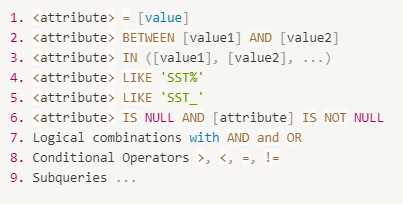 1. <attribute> = [value]
2. <attribute> BETWEEN [value1] AND [value2]
3. <attribute> IN ([value1], [value2], ...)
4. <attribute> LIKE 'SST%'
5. <attribute> LIKE 'SST_'
6. <attribute> IS NULL AND [attribute] IS NOT NULL
7. Logical combinations with AND and OR
8. Conditional Operators >, <, =, !=
9. Subqueries ...